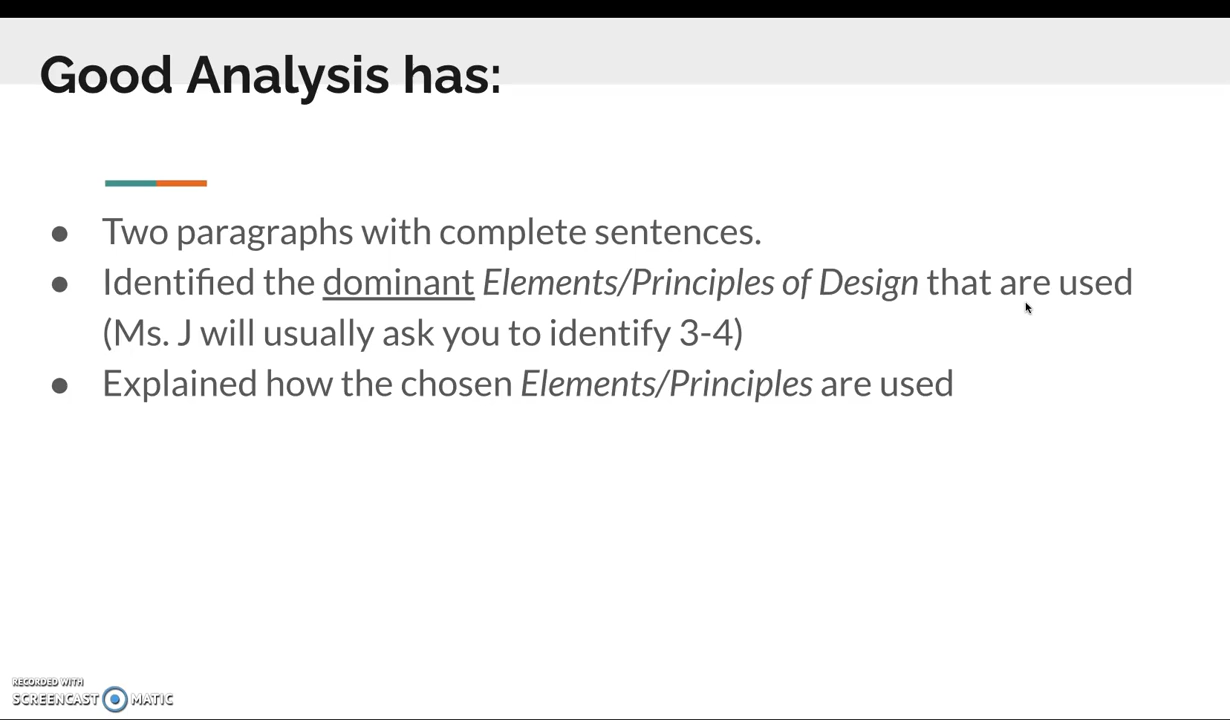 Good Analysis has:
● Two paragraphs with complete sentences.
● Identified the dominant Elements/Principles of Design that are used
(Ms. J will usually ask you to identify 3-4)
● Explained how the chosen Elements/Principles are used
RECORDED WITH
SCREENCAST MATIC